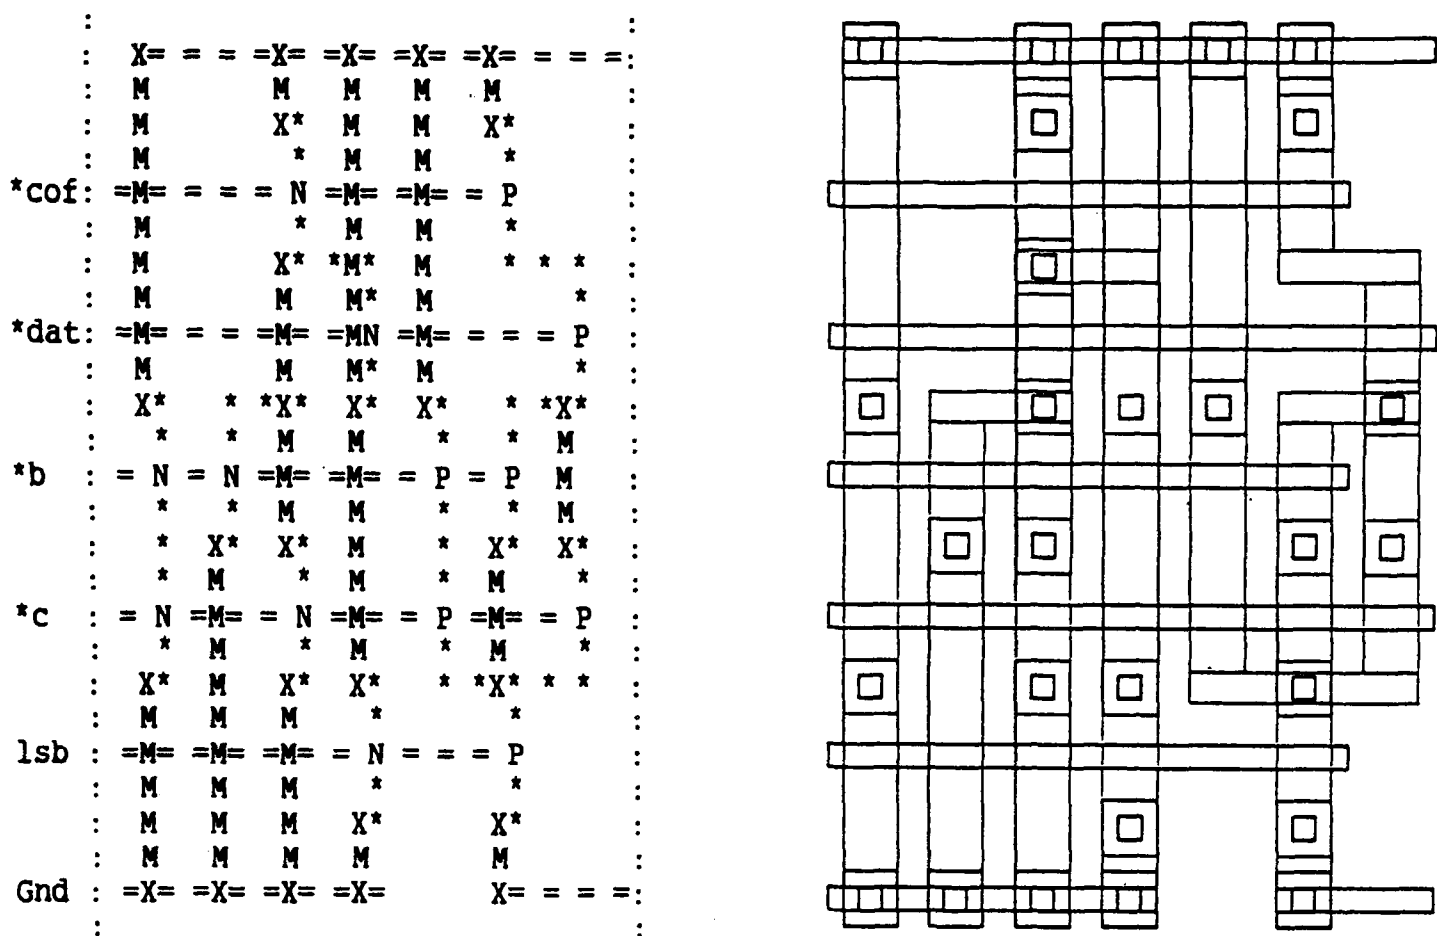 :                               :
:   X= = = =X= =X= =X= =X= = = =:
:   M       M   M   M   M
:   M       X*  M   M   X*      :
:   M        *  M   M    *      :
*cof: =M= = = = N =M= =M= = P
:   M        *  M   M    *      :
:   M       X* *M*  M    * * *  :
:   M       M   M*  M        *  :
*dat: =M= = = =M= =MN =M= = = = P
:   M       M   M*  M        *  :
:   X*   * *X*  X*  X*   * *X*  :
:    *   *  M   M    *   *  M   :
*b : = N = N =M= =M= = P = P M
:    *   *  M   M    *   *  M   :
:    *  X*  X*  M    *  X*  X*  :
:    *  M    *  M    *  M    *  :
*c : = N =M= = N =M= = P =M= = P :
:    *  M    *  M    *  M    *  :
:   X*  M   X*  X*   * *X* * *  :
:   M   M   M    *       *      :
lsb : =M= =M= =M= = N = = = P :
:   M   M   M    *       *      :
:   M   M   M   X*      X*      :
:   M   M   M   M       M       :
Gnd : =X= =X= =X= =X= X= = = =:
:                               :